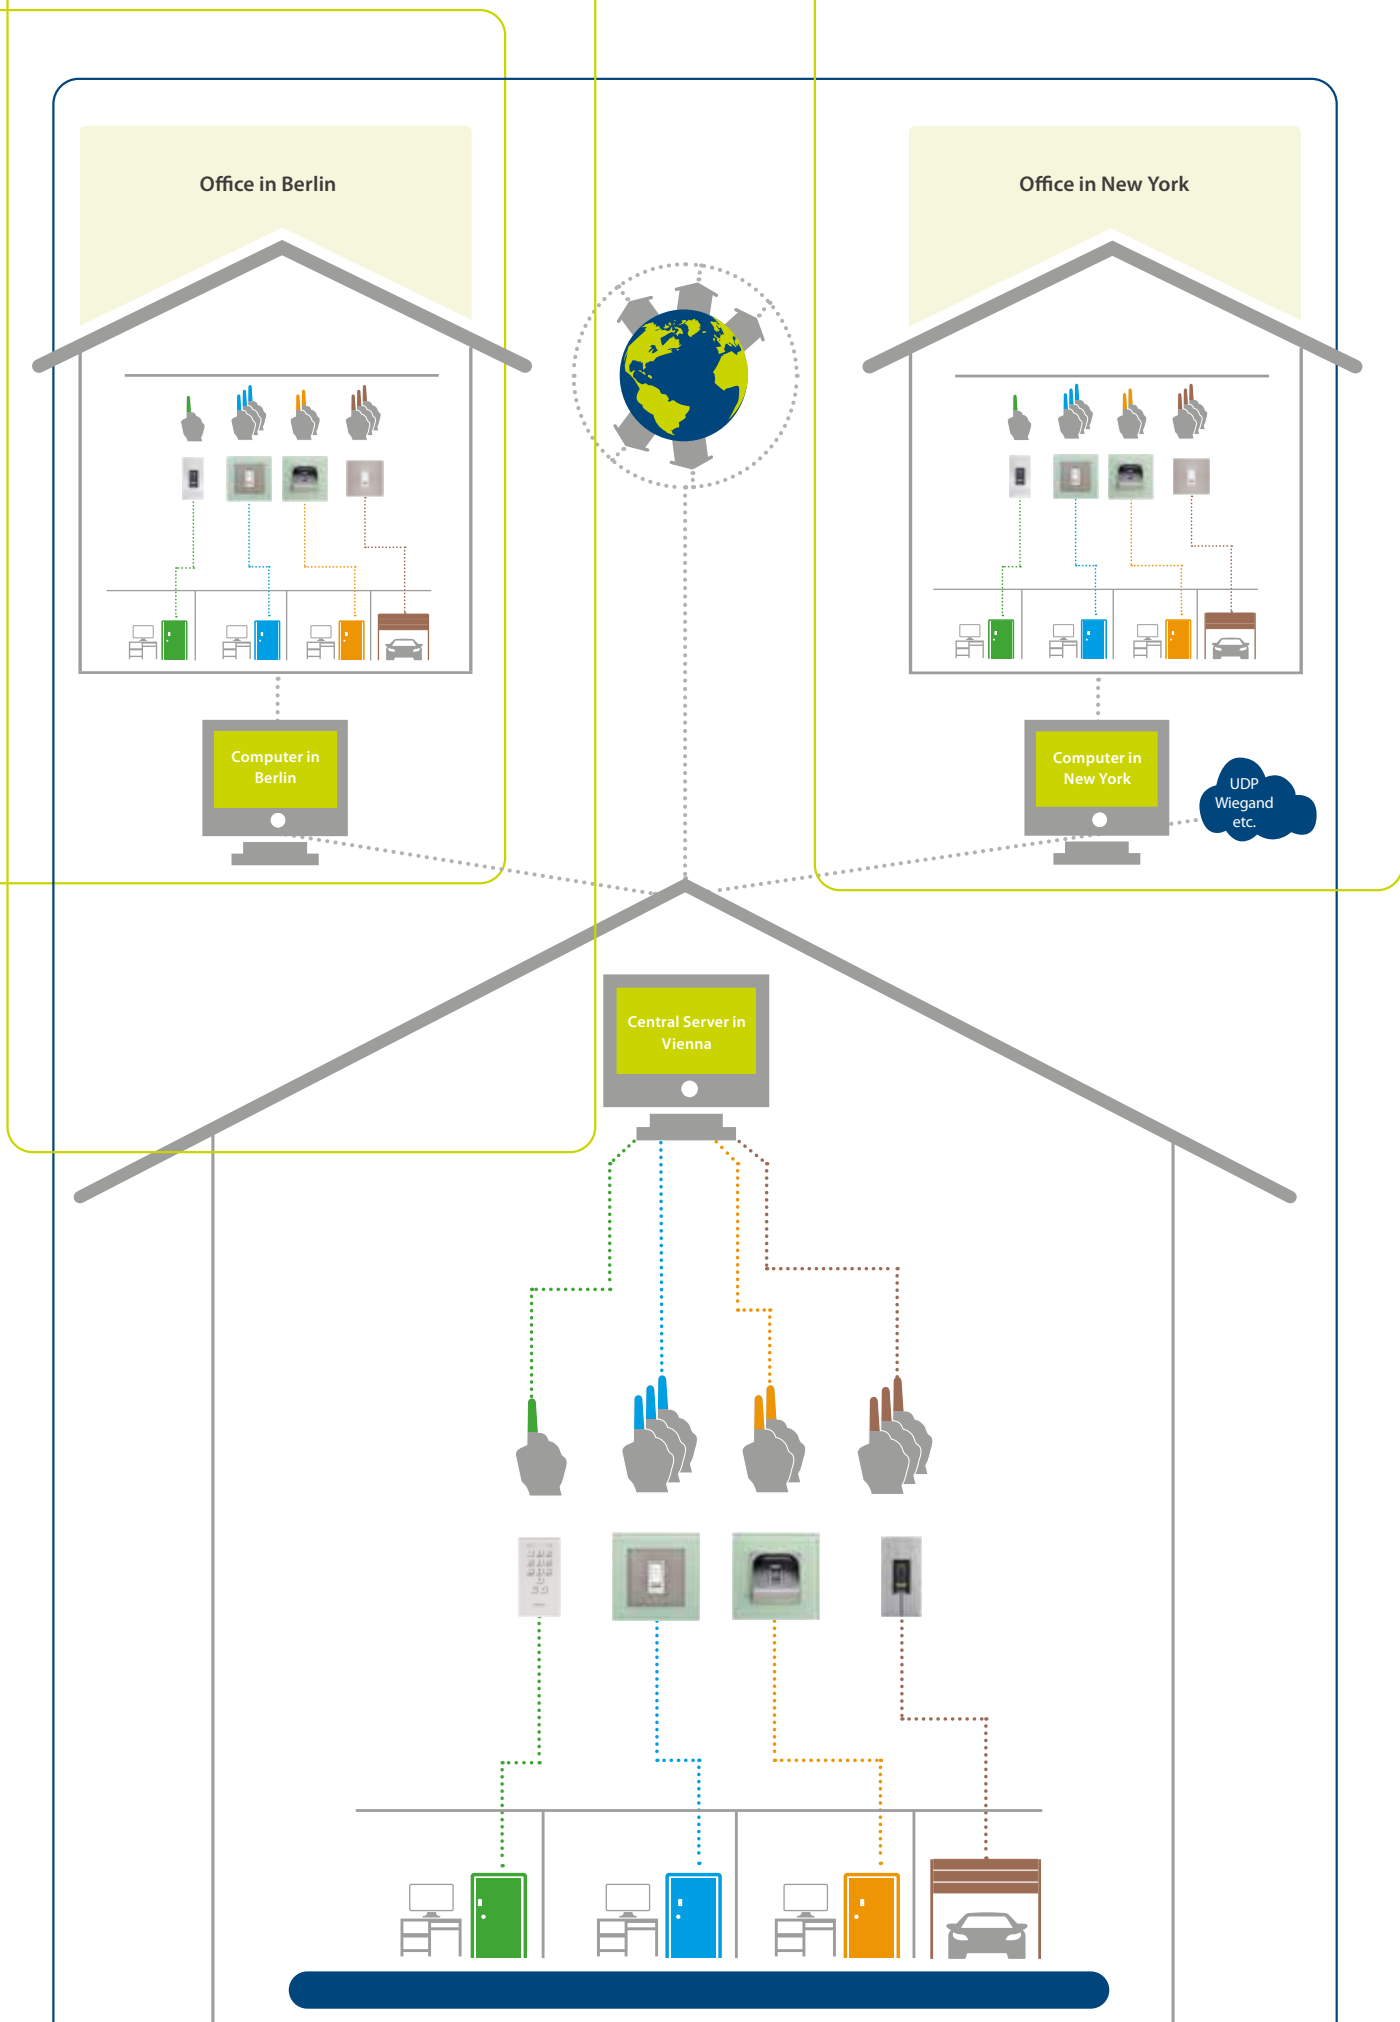 Office in Berlin
Office in New York
Computer in
Berlin
Computer in
New York
UDP
Wiegand
etc.
Central Server in
Vienna